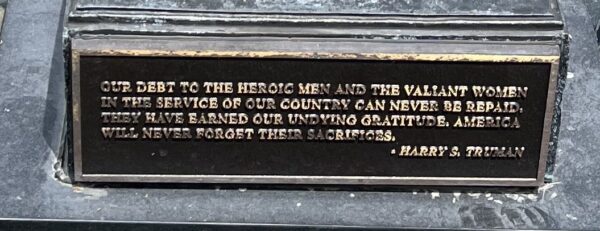 OUR DEBT TO THE HEROIC MEN AND THE VALIANT WOMEN
IN THE SERVICE OF OUR COUNTRY CAN NEVER BE REPAID.
THEY HAVE EARNED OUR UNDYING GRATITUDE. AMERICA
WILL NEVER FORGET THEIR SACRIFICES.
- HARRY S. TRUMAN